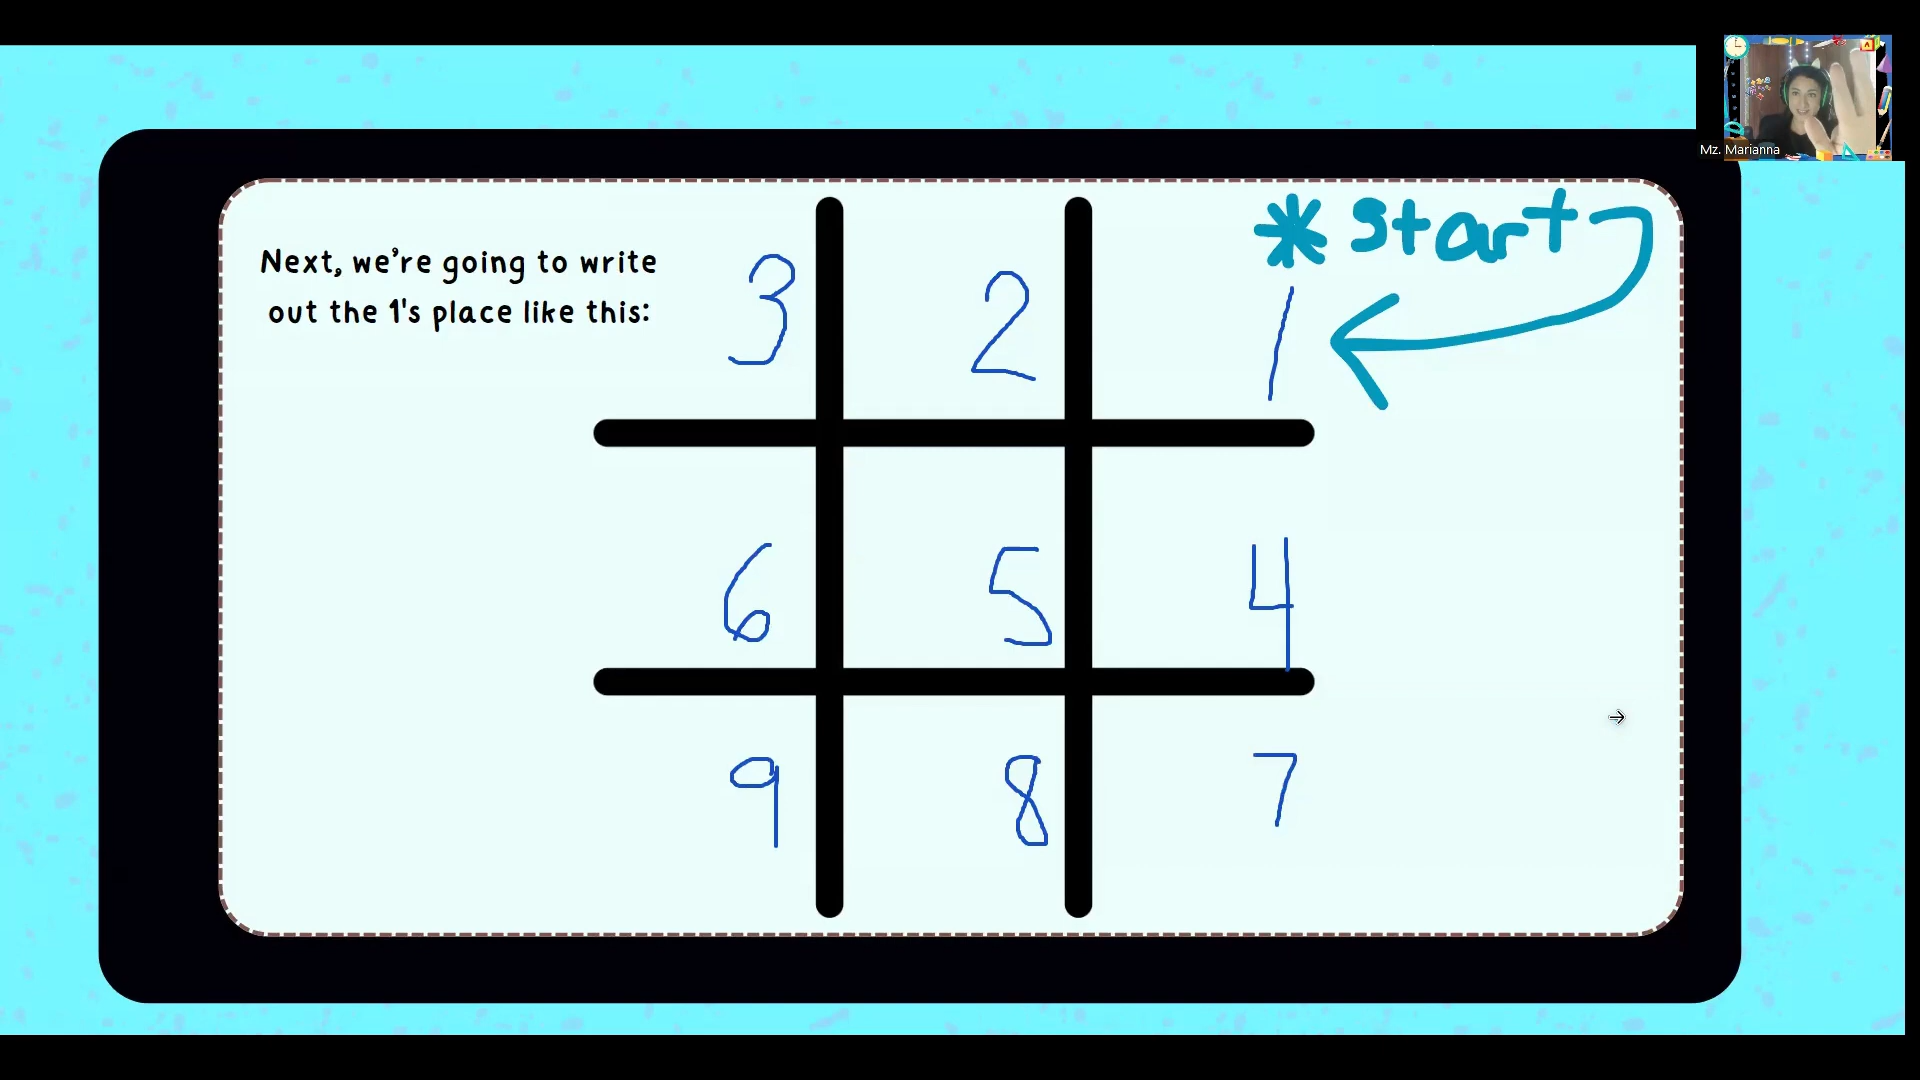 Mz. Marianna
* start
Next, we're going to write
out the 1's place like this:
3 2 1
6 5 4
9 8 7